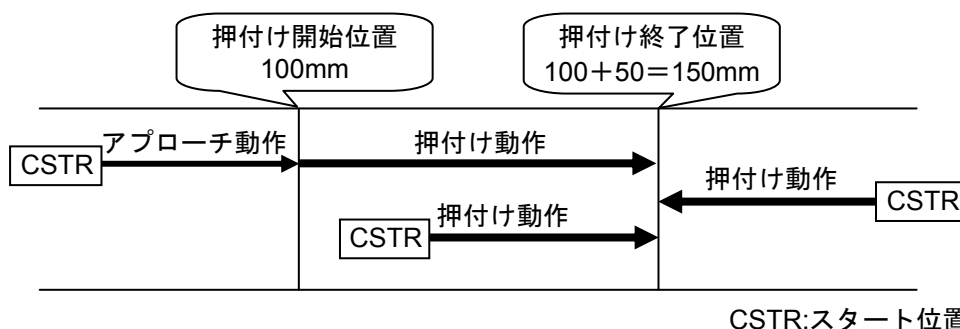 押付け開始位置
100mm
押付け終了位置
100+50=150mm
アプローチ動作
押付け動作
CSTR
押付け動作
CSTR
押付け動作
CSTR
CSTR:スタート位置